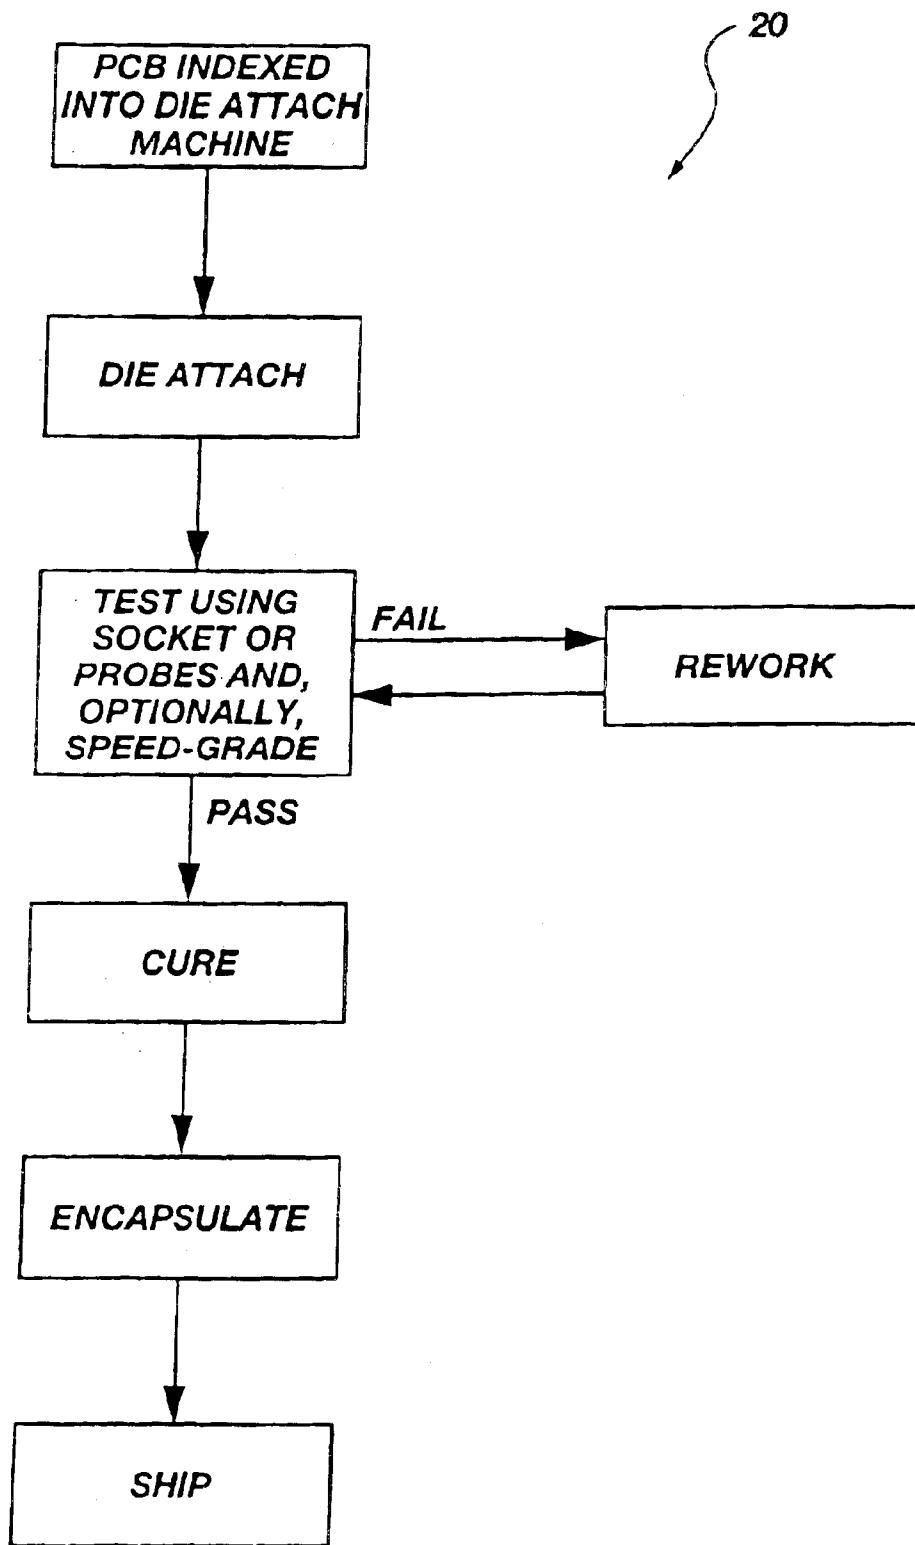 20
PCB INDEXED
INTO DIE ATTACH
MACHINE
DIE ATTACH
TEST USING
SOCKET OR
PROBES AND,
OPTIONALLY,
SPEED-GRADE
FAIL
REWORK
PASS
CURE
ENCAPSULATE
SHIP